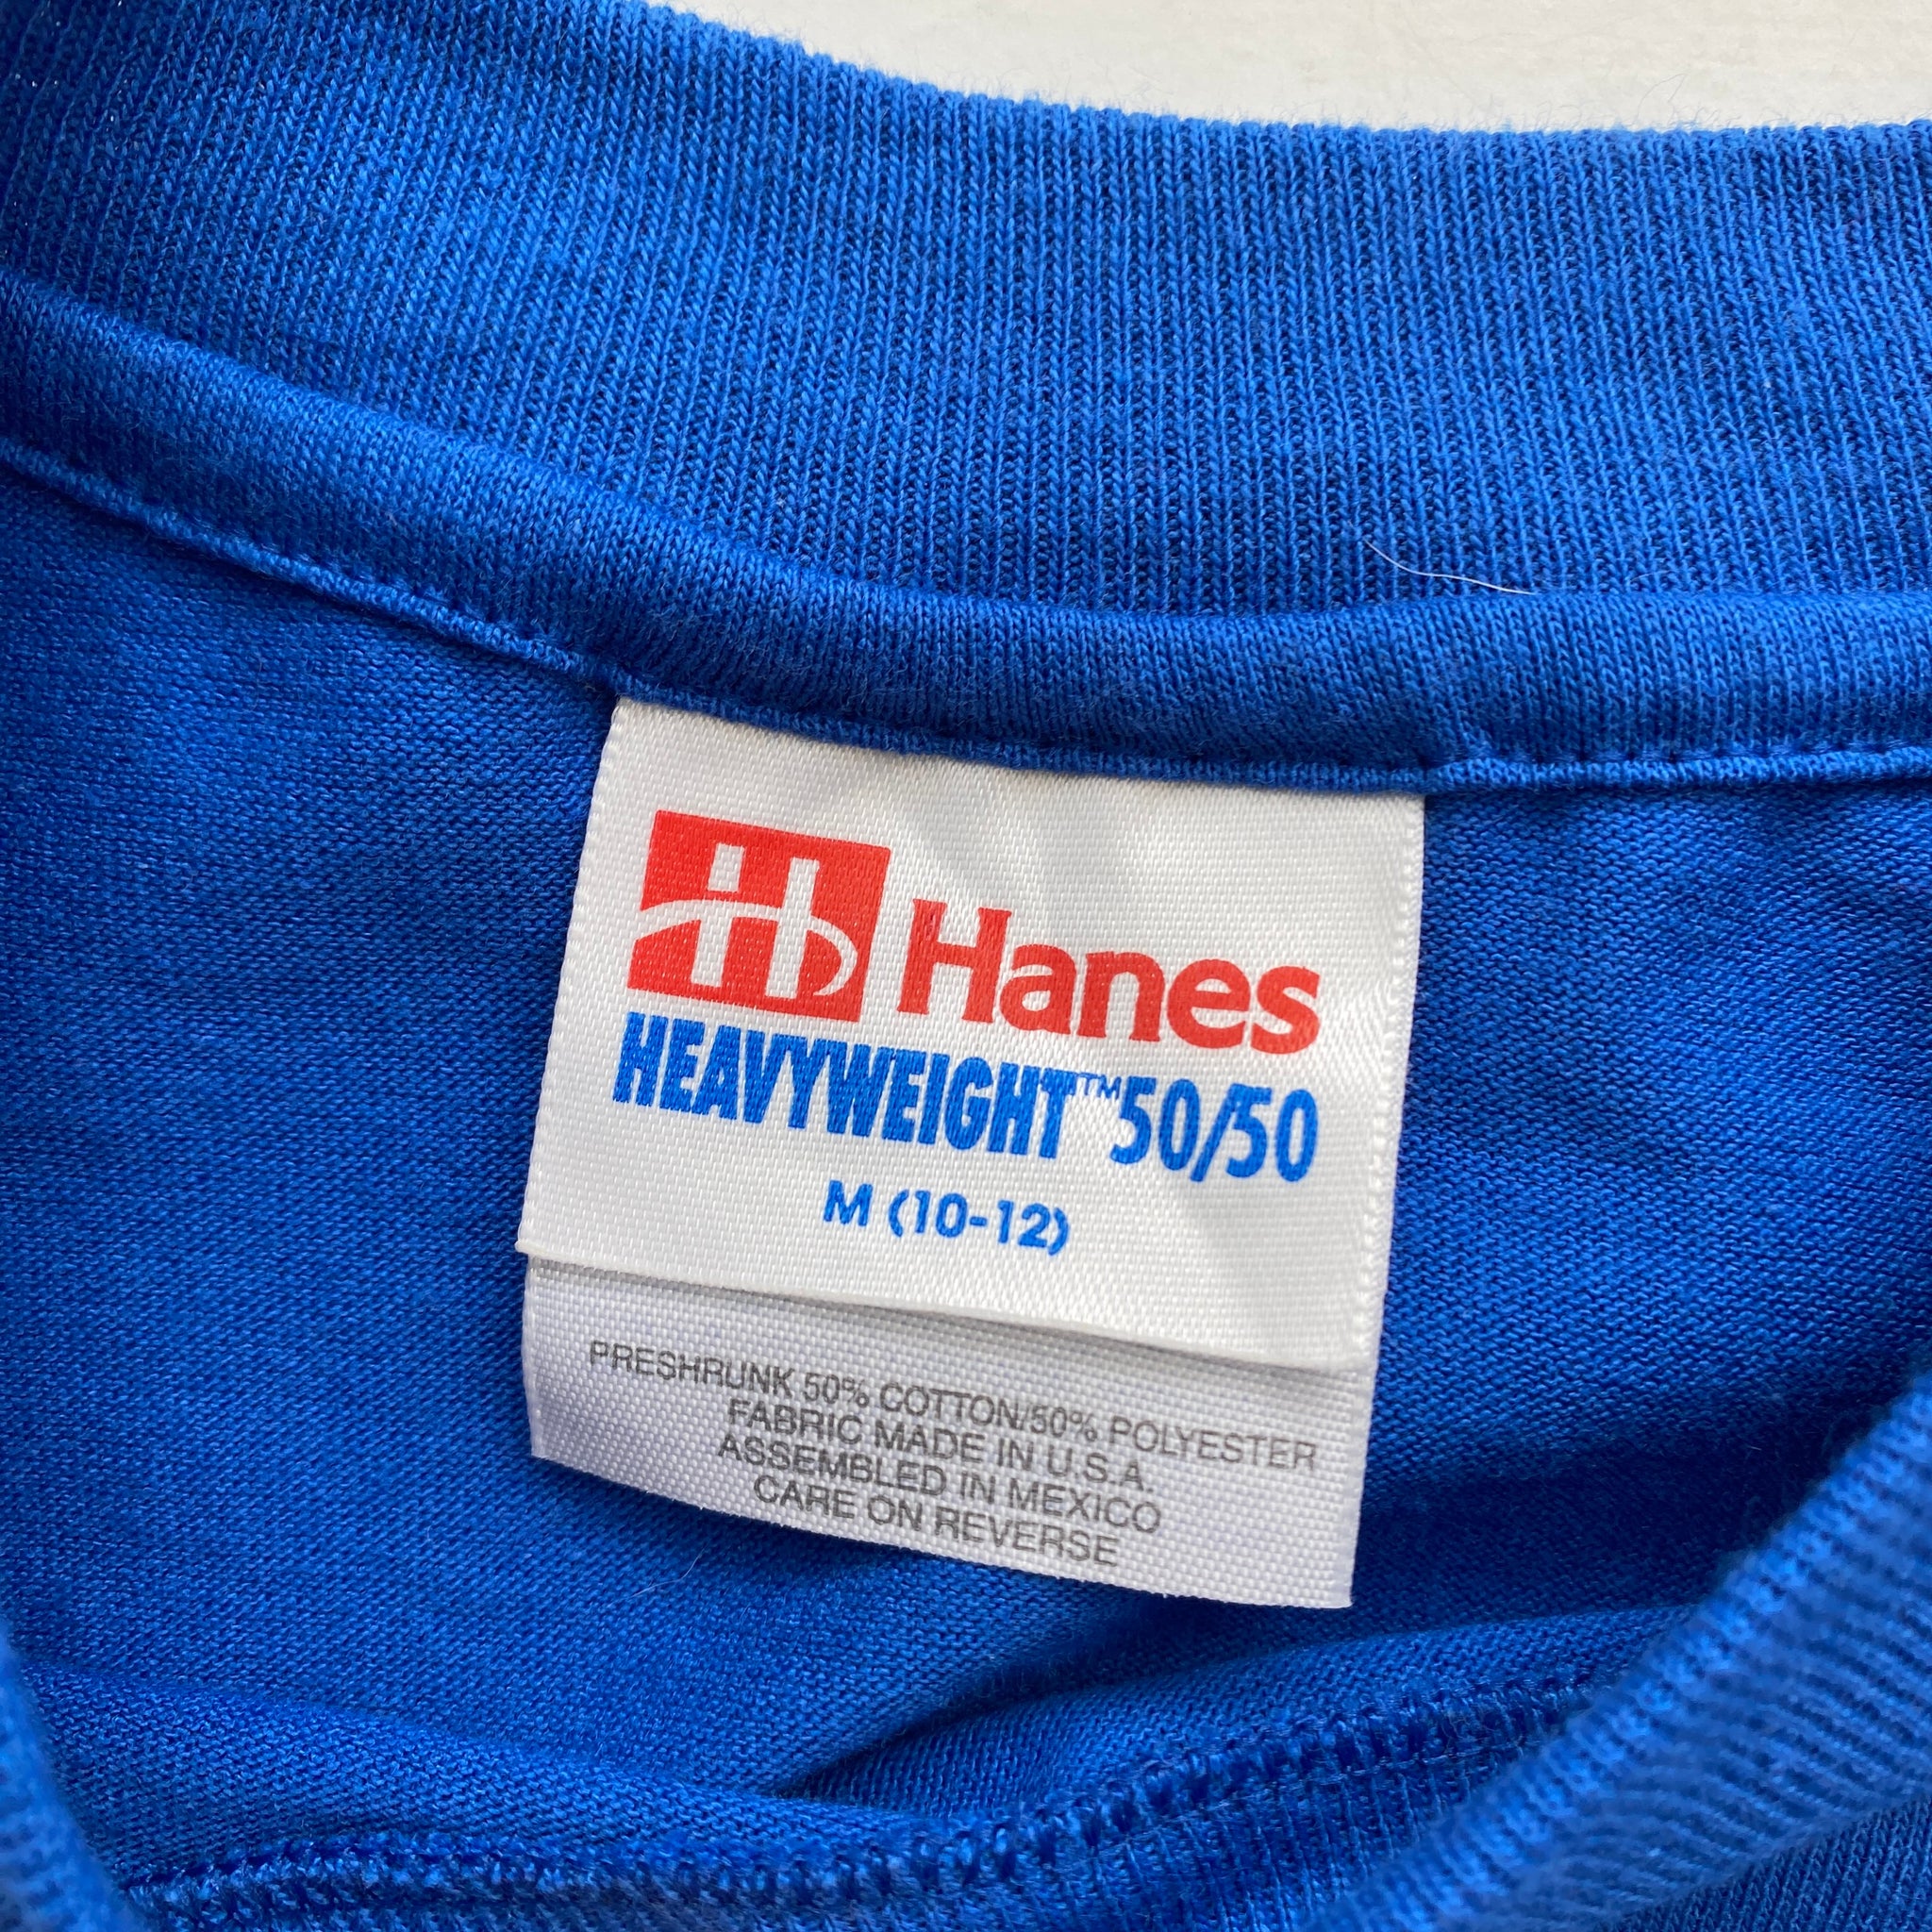 H Hanes
HEAVYWEIGHT™ 50/50
M (10-12)
PRESHRUNK 50% COTTON/50% POLYESTER
FABRIC MADE IN U.S.A.
ASSEMBLED IN MEXICO
CARE ON REVERSE